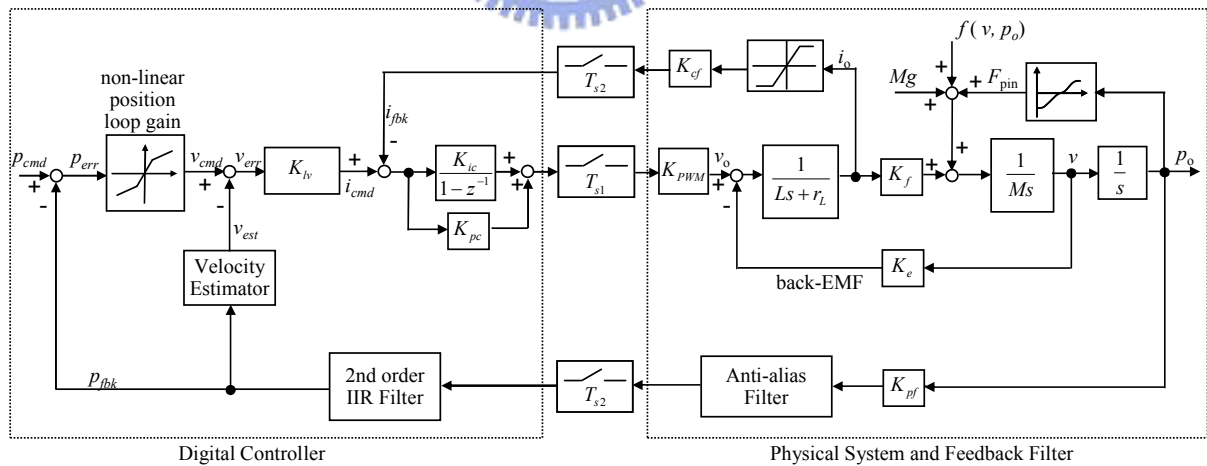 non-linear
position
loop gain
p_cmd
+
-
p_err
v_cmd
+
-
v_err
v_est
K_lv
+
i_cmd
i_fbk
-
K_ic
1 - z^-1
K_pc
+
+
Velocity
Estimator
p_fbk
2nd order
IIR Filter
Digital Controller
T_s2
T_s1
T_s2
K_cf
i_o
f( v, p_o)
Mg
+
+
+
F_pin
+
K_PWM
v_o
+
-
1
Ls + r_L
K_f
+
+
1
Ms
v
1
s
p_o
K_e
back-EMF
Anti-alias
Filter
K_pf
Physical System and Feedback Filter